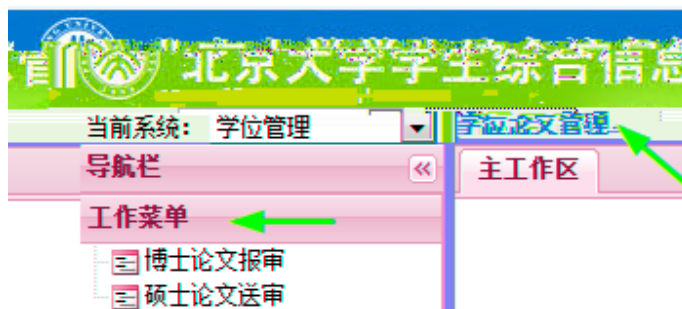 北京大学学生综合信息
当前系统： 学位管理 学位论文管理
导航栏 主工作区
工作菜单
博士论文报审
硕士论文送审